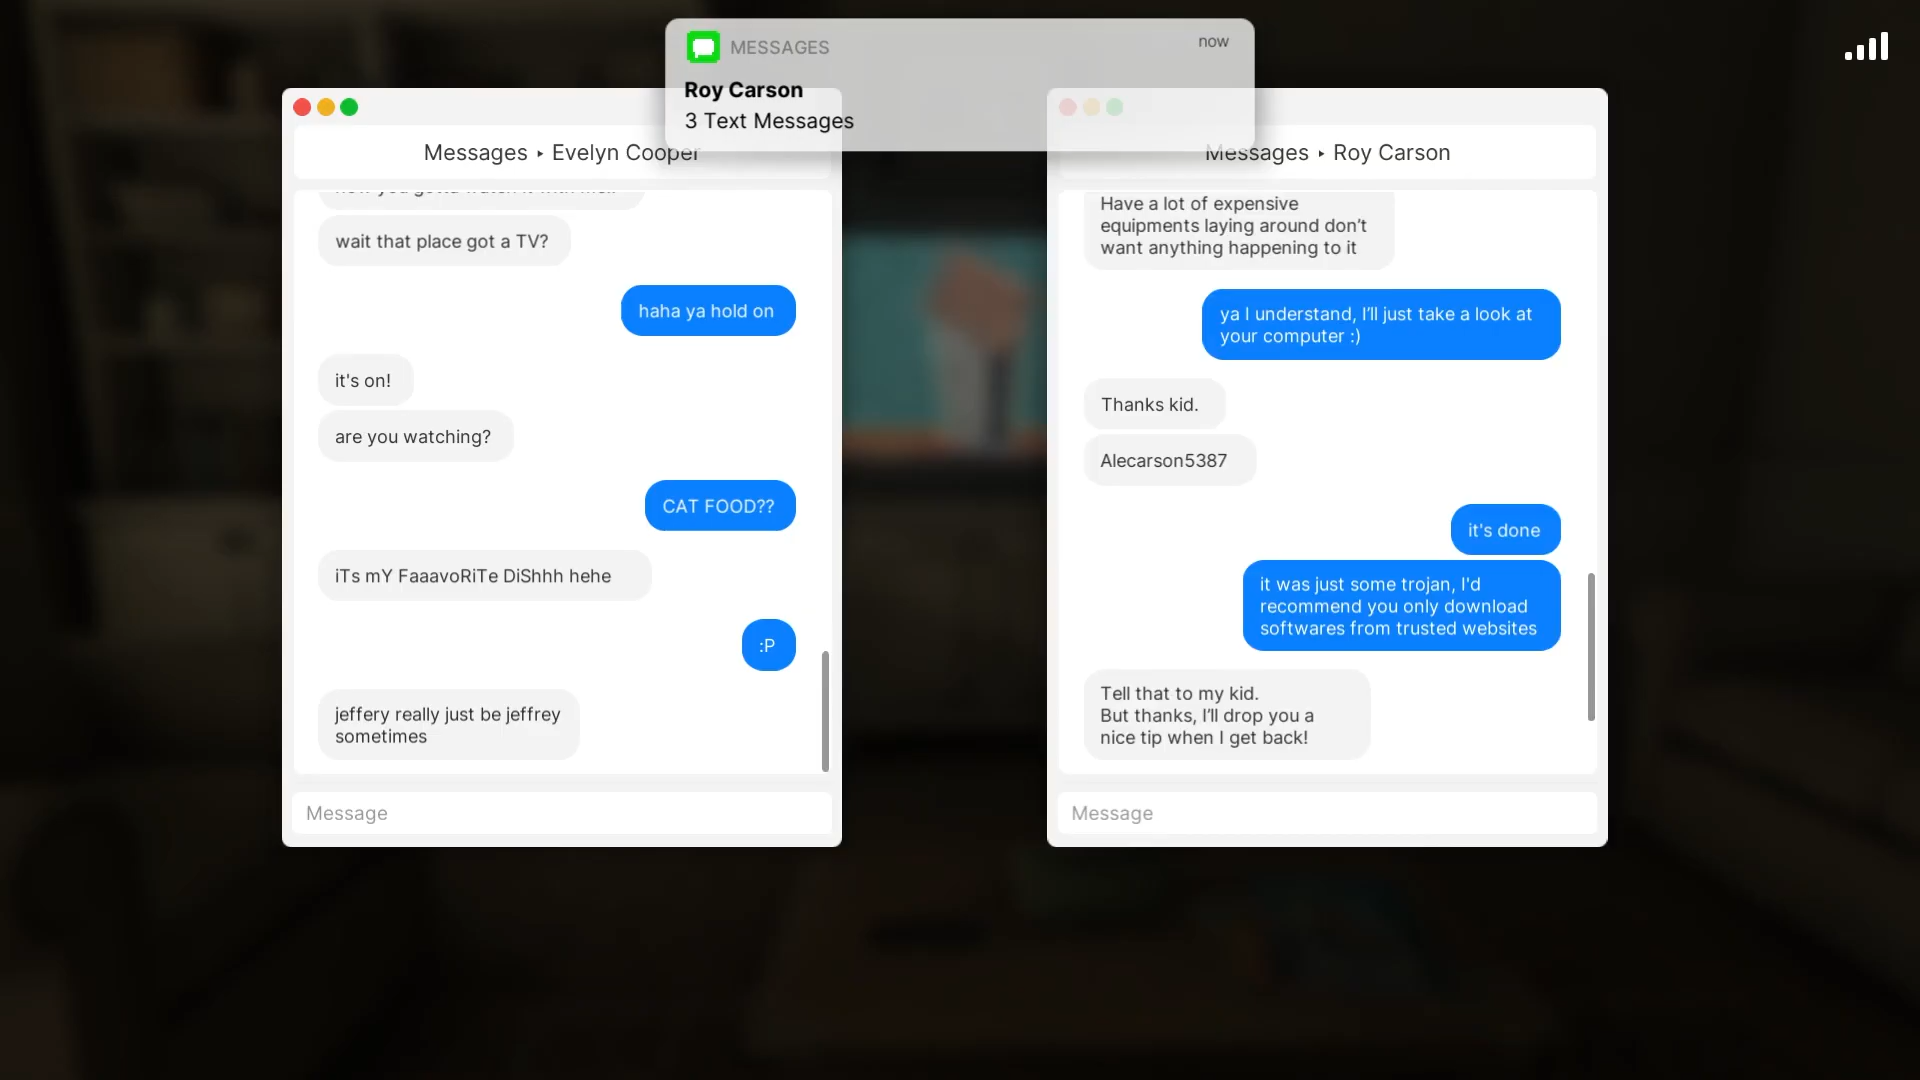 MESSAGES
now
Roy Carson
3 Text Messages
Messages ‣ Evelyn Cooper
wait that place got a TV?
haha ya hold on
it's on!
are you watching?
CAT FOOD??
iTs mY FaaavoRiTe DiShhh hehe
:P
jeffery really just be jeffrey
sometimes
Message
Messages ‣ Roy Carson
Have a lot of expensive
equipments laying around don’t
want anything happening to it
ya I understand, I’ll just take a look at
your computer :)
Thanks kid.
Alecarson5387
it's done
it was just some trojan, I'd
recommend you only download
softwares from trusted websites
Tell that to my kid.
But thanks, I’ll drop you a
nice tip when I get back!
Message